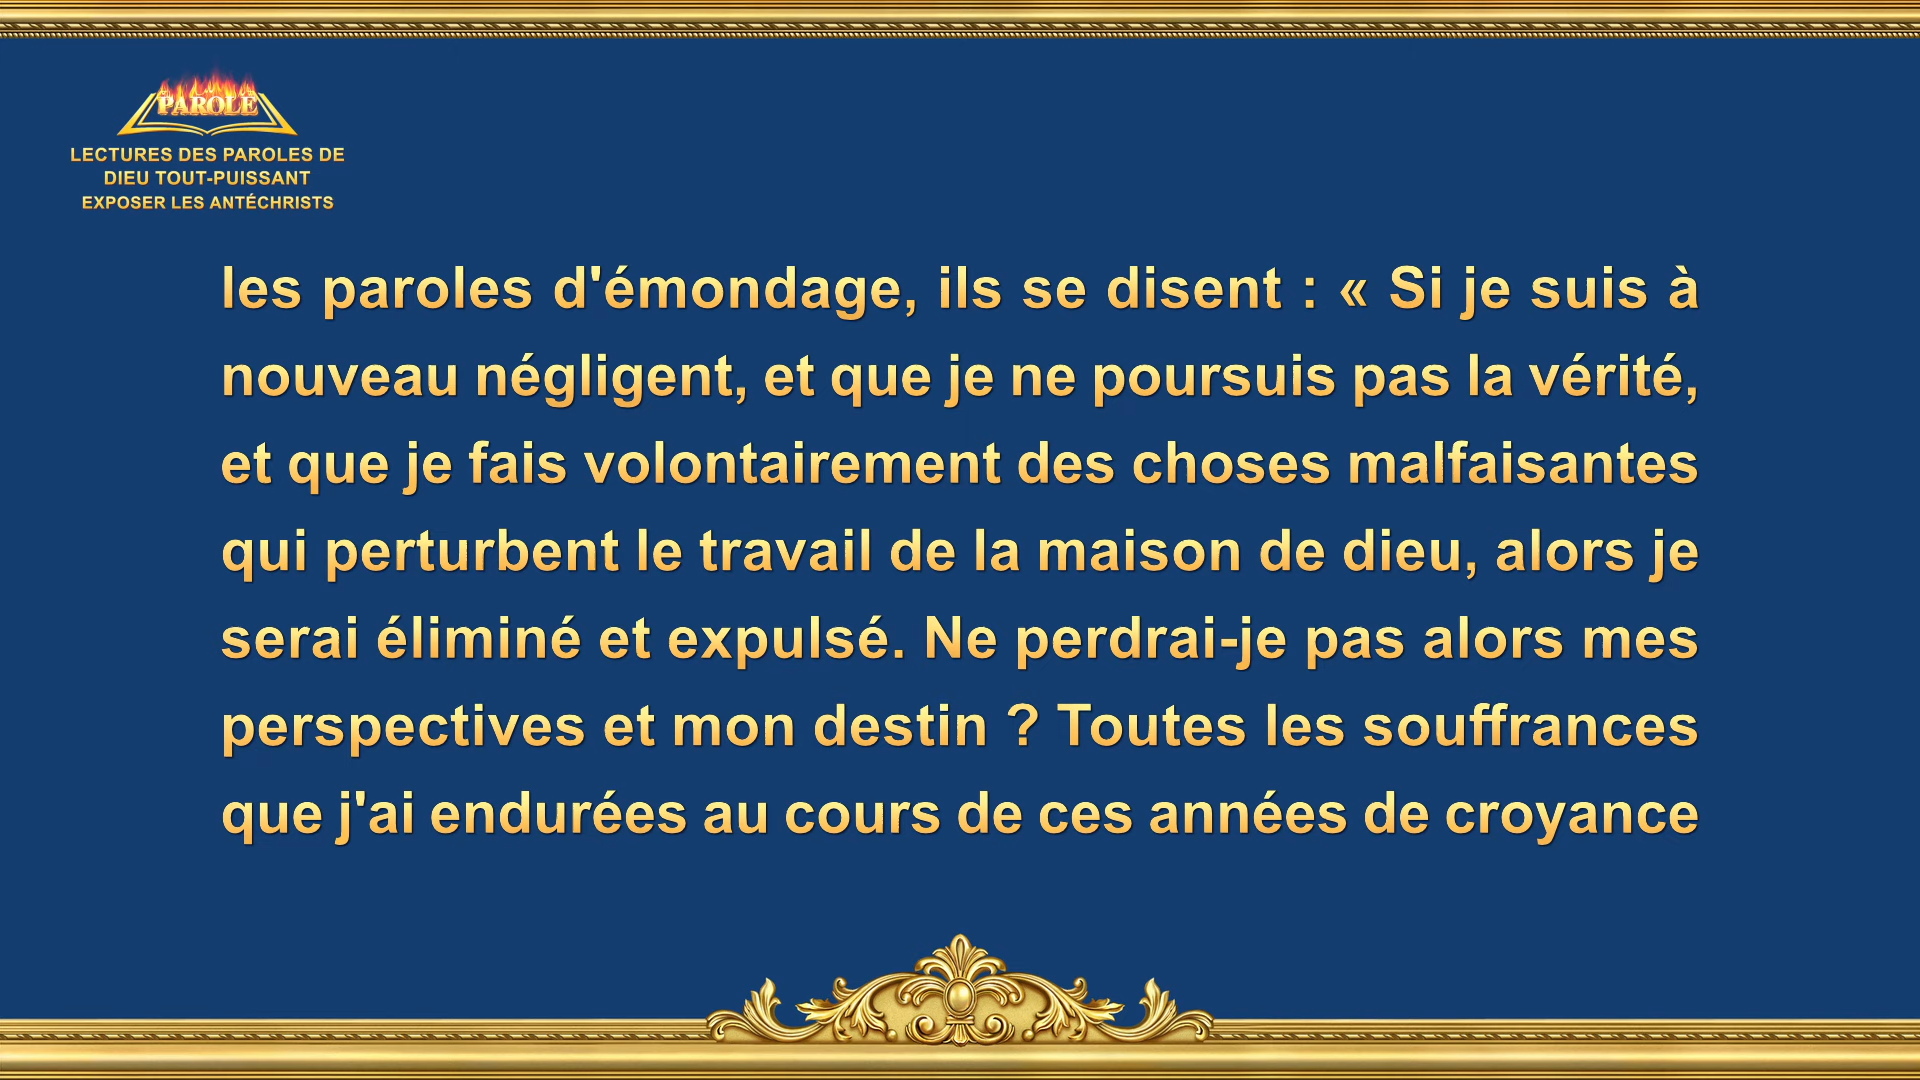 PAROLE
LECTURES DES PAROLES DE
DIEU TOUT-PUISSANT
EXPOSER LES ANTÉCHRISTS
les paroles d'émondage, ils se disent : « Si je suis à
nouveau négligent, et que je ne poursuis pas la vérité,
et que je fais volontairement des choses malfaisantes
qui perturbent le travail de la maison de dieu, alors je
serai éliminé et expulsé. Ne perdrai-je pas alors mes
perspectives et mon destin ? Toutes les souffrances
que j'ai endurées au cours de ces années de croyance